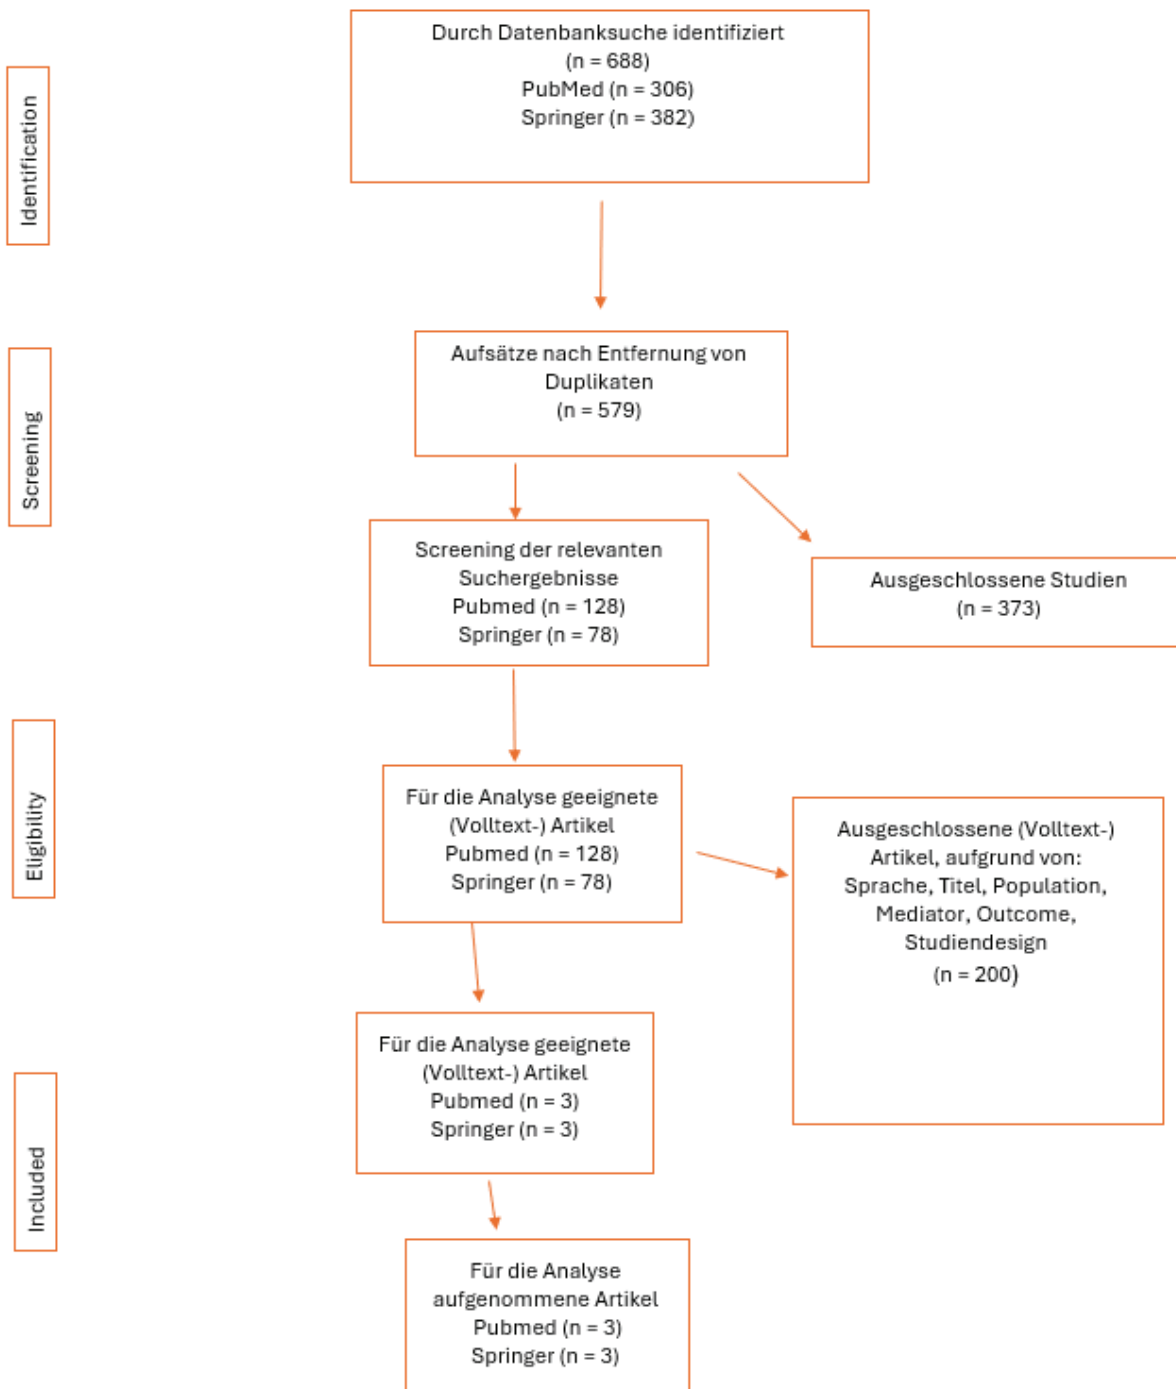 Identification
Durch Datenbanksuche identifiziert
(n = 688)
PubMed (n = 306)
Springer (n = 382)
Screening
Aufsätze nach Entfernung von
Duplikaten
(n = 579)
Screening der relevanten
Suchergebnisse
Pubmed (n = 128)
Springer (n = 78)
Ausgeschlossene Studien
(n = 373)
Eligibility
Für die Analyse geeignete
(Volltext-) Artikel
Pubmed (n = 128)
Springer (n = 78)
Ausgeschlossene (Volltext-)
Artikel, aufgrund von:
Sprache, Titel, Population,
Mediator, Outcome,
Studiendesign
(n = 200)
Included
Für die Analyse geeignete
(Volltext-) Artikel
Pubmed (n = 3)
Springer (n = 3)
Für die Analyse
aufgenommene Artikel
Pubmed (n = 3)
Springer (n = 3)